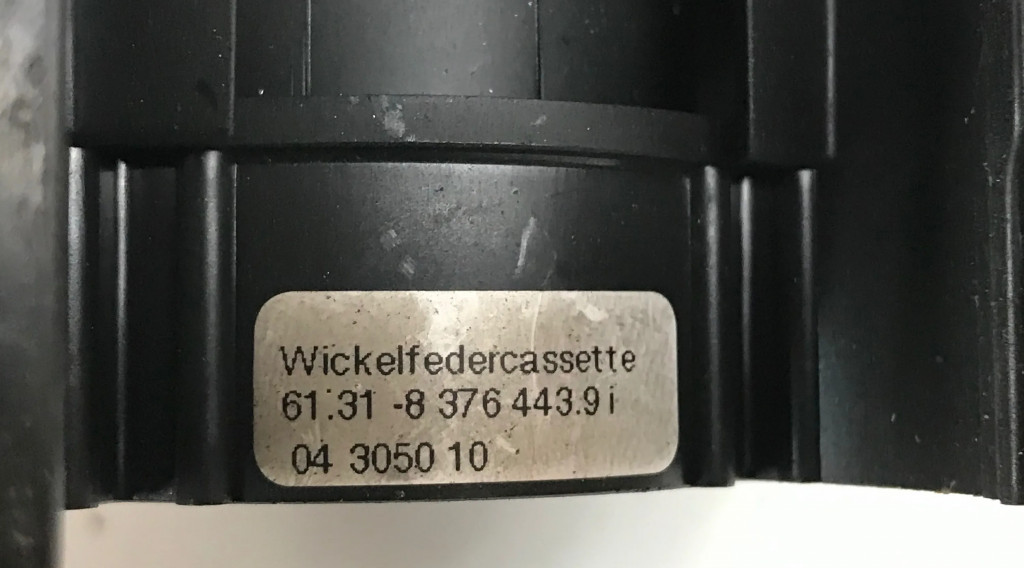 Wickelfedercassette
61.31 -8 376 443.9 i
04 3050 10